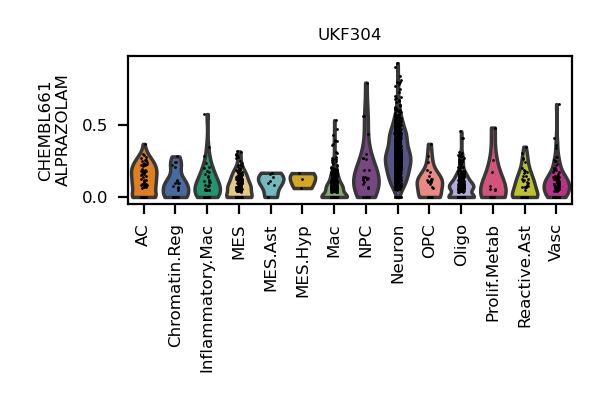 UKF304
CHEMBL661
ALPRAZOLAM
0.5
0.0
AC
Chromatin.Reg
Inflammatory.Mac
MES
MES.Ast
MES.Hyp
Mac
NPC
Neuron
OPC
Oligo
Prolif.Metab
Reactive.Ast
Vasc